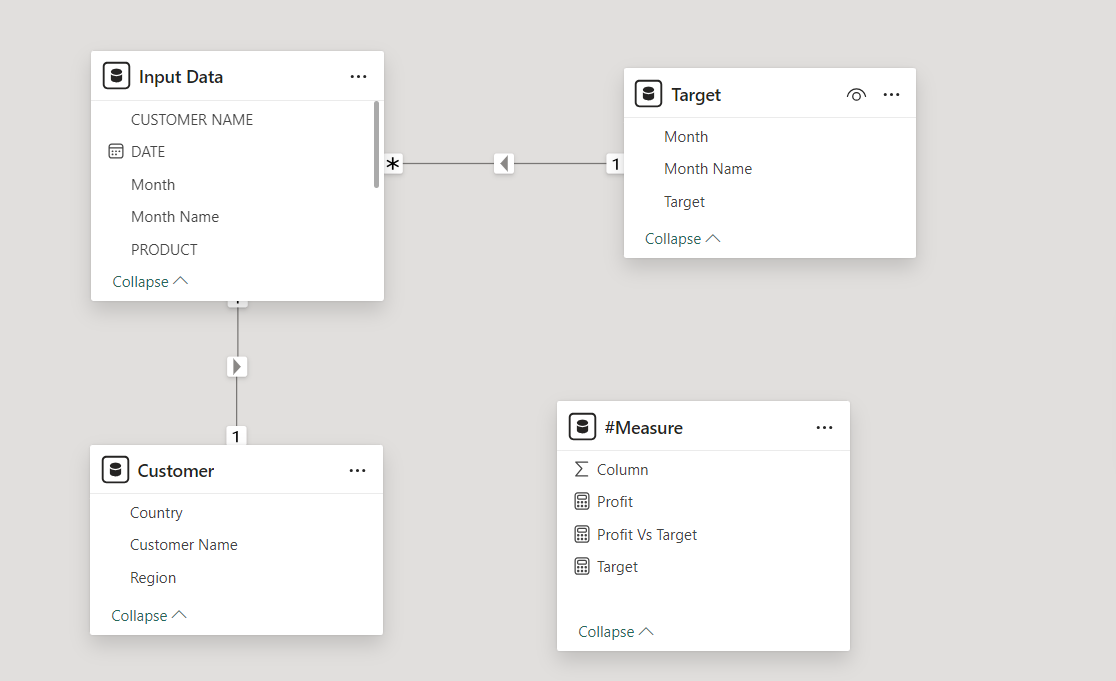 Input Data
CUSTOMER NAME
DATE
Month
Month Name
PRODUCT
Collapse
*
1
Target
Month
Month Name
Target
Collapse
1
Customer
Country
Customer Name
Region
Collapse
#Measure
Column
Profit
Profit Vs Target
Target
Collapse